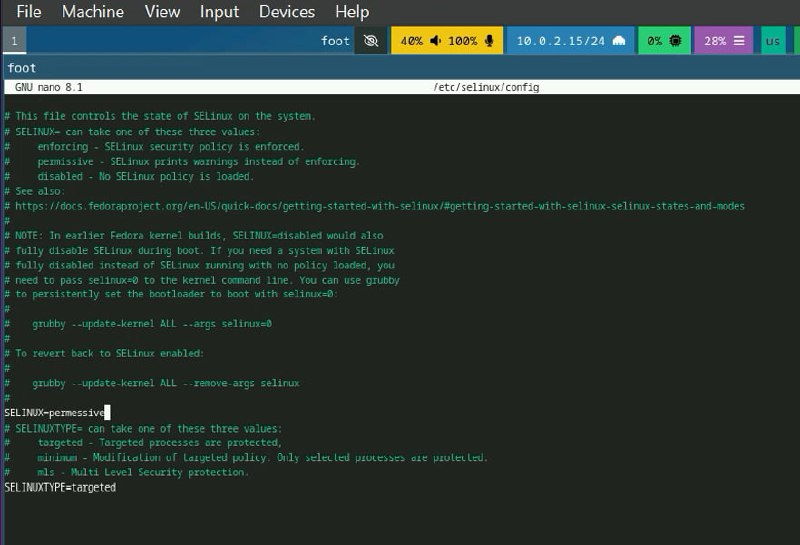 File Machine View Input Devices Help
1 foot 40% 100% 10.0.2.15/24 0% 28% us
foot
GNU nano 8.1 /etc/selinux/config
# This file controls the state of SELinux on the system.
# SELINUX= can take one of these three values:
#     enforcing - SELinux security policy is enforced.
#     permissive - SELinux prints warnings instead of enforcing.
#     disabled - No SELinux policy is loaded.
# See also:
# https://docs.fedoraproject.org/en-US/quick-docs/getting-started-with-selinux/#getting-started-with-selinux-selinux-states-and-modes
#
# NOTE: In earlier Fedora kernel builds, SELINUX=disabled would also
# fully disable SELinux during boot. If you need a system with SELinux
# fully disabled instead of SELinux running with no policy loaded, you
# need to pass selinux=0 to the kernel command line. You can use grubby
# to persistently set the bootloader to boot with selinux=0:
#
#    grubby --update-kernel ALL --args selinux=0
#
# To revert back to SELinux enabled:
#
#    grubby --update-kernel ALL --remove-args selinux
#
SELINUX=permessive
# SELINUXTYPE= can take one of these three values:
#     targeted - Targeted processes are protected,
#     minimum - Modification of targeted policy. Only selected processes are protected.
#     mls - Multi Level Security protection.
SELINUXTYPE=targeted